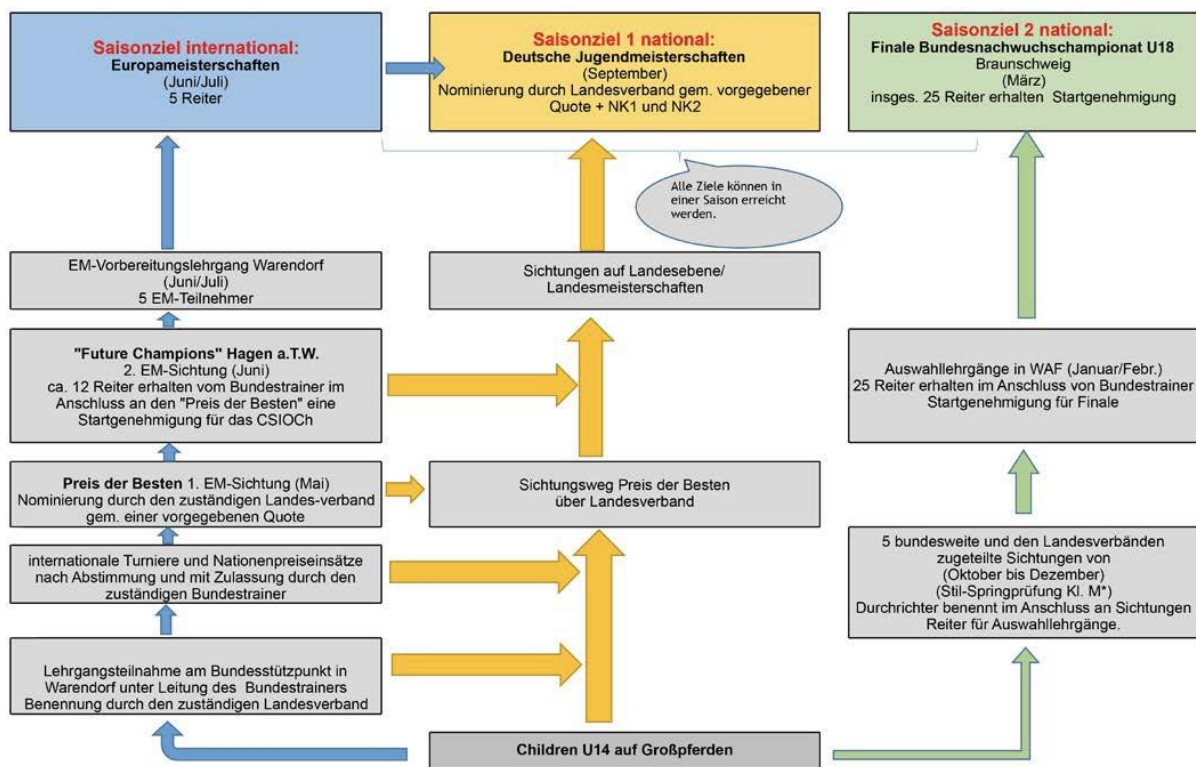 Saisonziel international:
Europameisterschaften
(Juni/Juli)
5 Reiter
Saisonziel 1 national:
Deutsche Jugendmeisterschaften
(September)
Nominierung durch Landesverband gem. vorgegebener
Quote + NK1 und NK2
Saisonziel 2 national:
Finale Bundesnachwuchschampionat U18
Braunschweig
(März)
insges. 25 Reiter erhalten Startgenehmigung
Alle Ziele können in
einer Saison erreicht
werden.
EM-Vorbereitungslehrgang Warendorf
(Juni/Juli)
5 EM-Teilnehmer
Sichtungen auf Landesebene/
Landesmeisterschaften
"Future Champions" Hagen a.T.W.
2. EM-Sichtung (Juni)
ca. 12 Reiter erhalten vom Bundestrainer im
Anschluss an den "Preis der Besten" eine
Startgenehmigung für das CSIOCh
Auswahllehrgänge in WAF (Januar/Febr.)
25 Reiter erhalten im Anschluss von Bundestrainer
Startgenehmigung für Finale
Preis der Besten 1. EM-Sichtung (Mai)
Nominierung durch den zuständigen Landes-verband
gem. einer vorgegebenen Quote
Sichtungsweg Preis der Besten
über Landesverband
internationale Turniere und Nationenpreiseinsätze
nach Abstimmung und mit Zulassung durch den
zuständigen Bundestrainer
5 bundesweite und den Landesverbänden
zugeteilte Sichtungen von
(Oktober bis Dezember)
(Stil-Springprüfung Kl. M*)
Durchrichter benennt im Anschluss an Sichtungen
Reiter für Auswahllehrgänge.
Lehrgangsteilnahme am Bundesstützpunkt in
Warendorf unter Leitung des Bundestrainers
Benennung durch den zuständigen Landesverband
Children U14 auf Großpferden